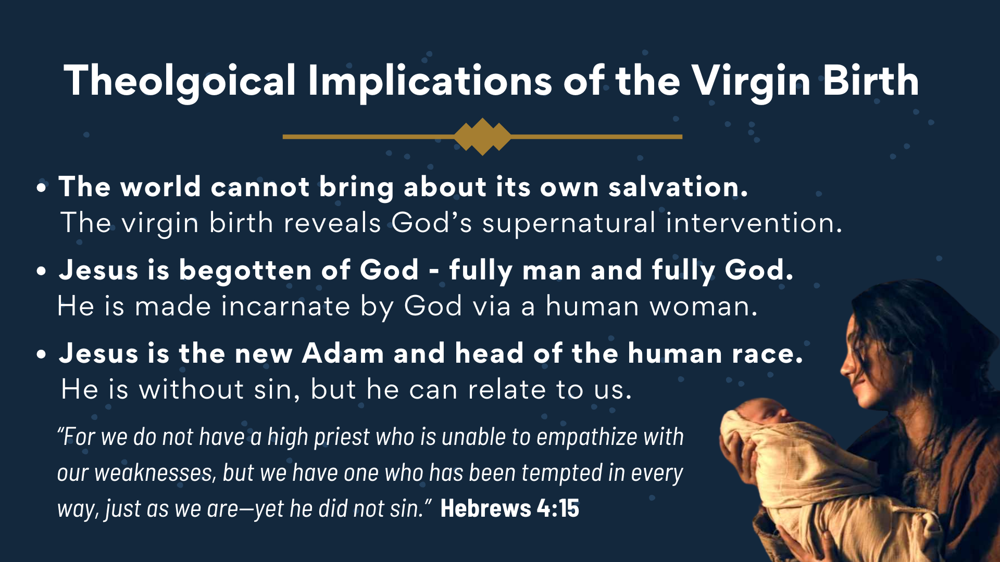 Theolgoical Implications of the Virgin Birth
• The world cannot bring about its own salvation.
The virgin birth reveals God’s supernatural intervention.
• Jesus is begotten of God - fully man and fully God.
He is made incarnate by God via a human woman.
• Jesus is the new Adam and head of the human race.
He is without sin, but he can relate to us.
“For we do not have a high priest who is unable to empathize with
our weaknesses, but we have one who has been tempted in every
way, just as we are—yet he did not sin.” Hebrews 4:15